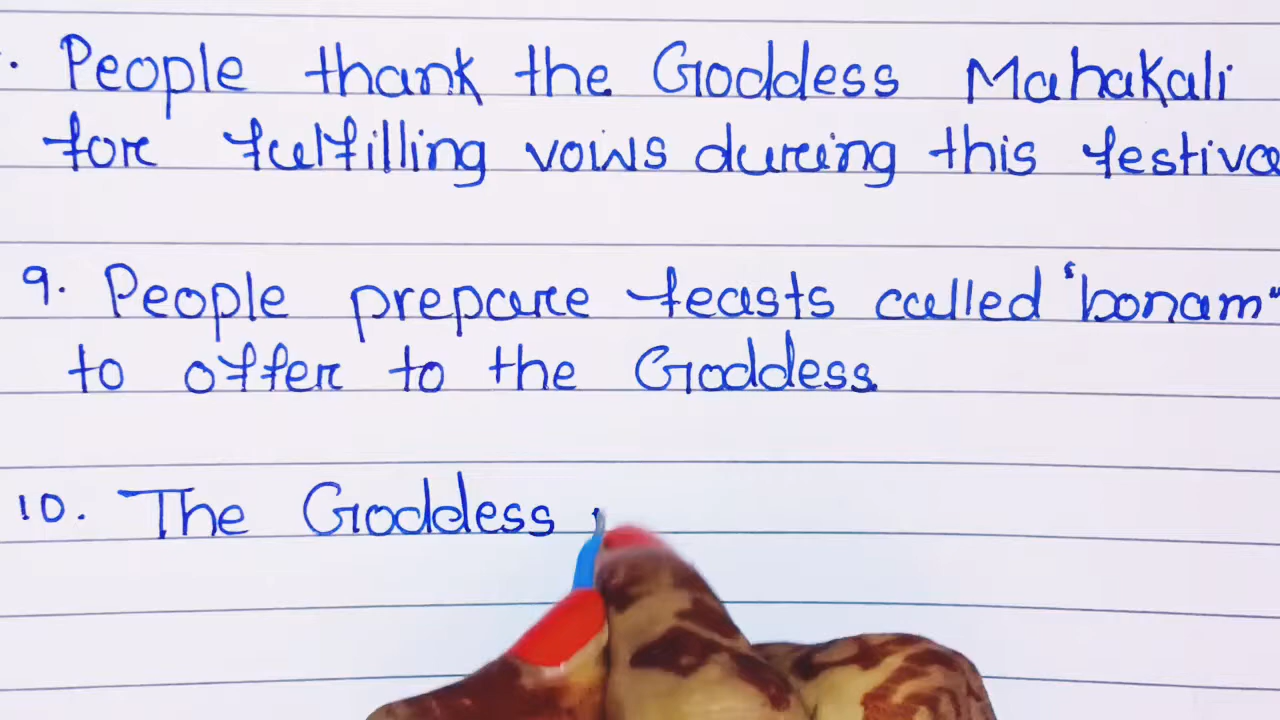 . People thank the Goddess Mahakali
for fulfilling vows during this festiva
9. People prepare feasts called "bonam"
to offer to the Goddess.
10. The Goddess